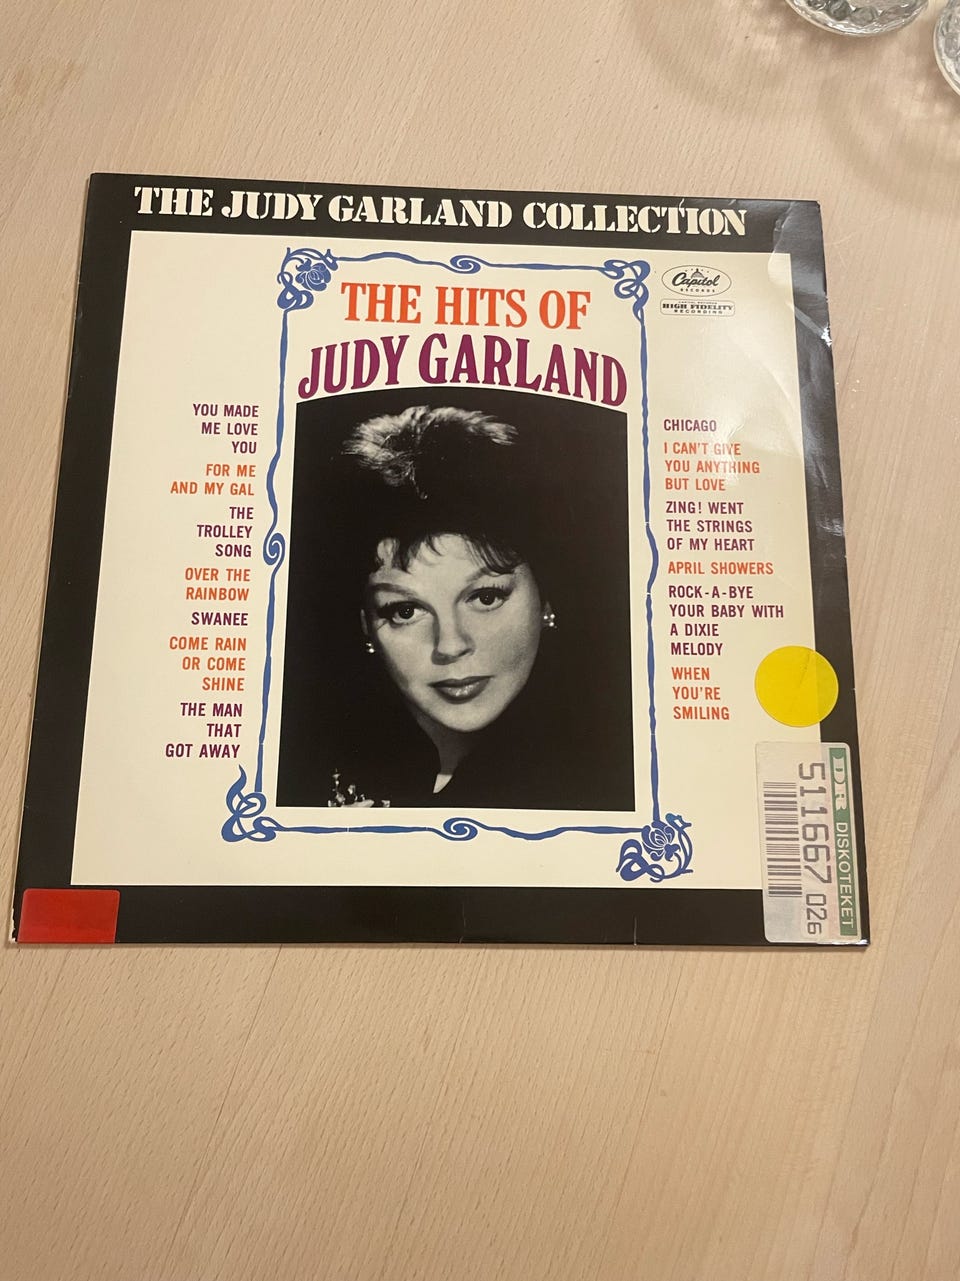 THE JUDY GARLAND COLLECTION
THE HITS OF
JUDY GARLAND
Capitol
RECORDS
CAPITOL RECORDS
HIGH FIDELITY
RECORDING
YOU MADE
ME LOVE
YOU
FOR ME
AND MY GAL
THE
TROLLEY
SONG
OVER THE
RAINBOW
SWANEE
COME RAIN
OR COME
SHINE
THE MAN
THAT
GOT AWAY
CHICAGO
I CAN'T GIVE
YOU ANYTHING
BUT LOVE
ZING! WENT
THE STRINGS
OF MY HEART
APRIL SHOWERS
ROCK-A-BYE
YOUR BABY WITH
A DIXIE
MELODY
WHEN
YOU'RE
SMILING
DR DISKOTEKET
511667 026